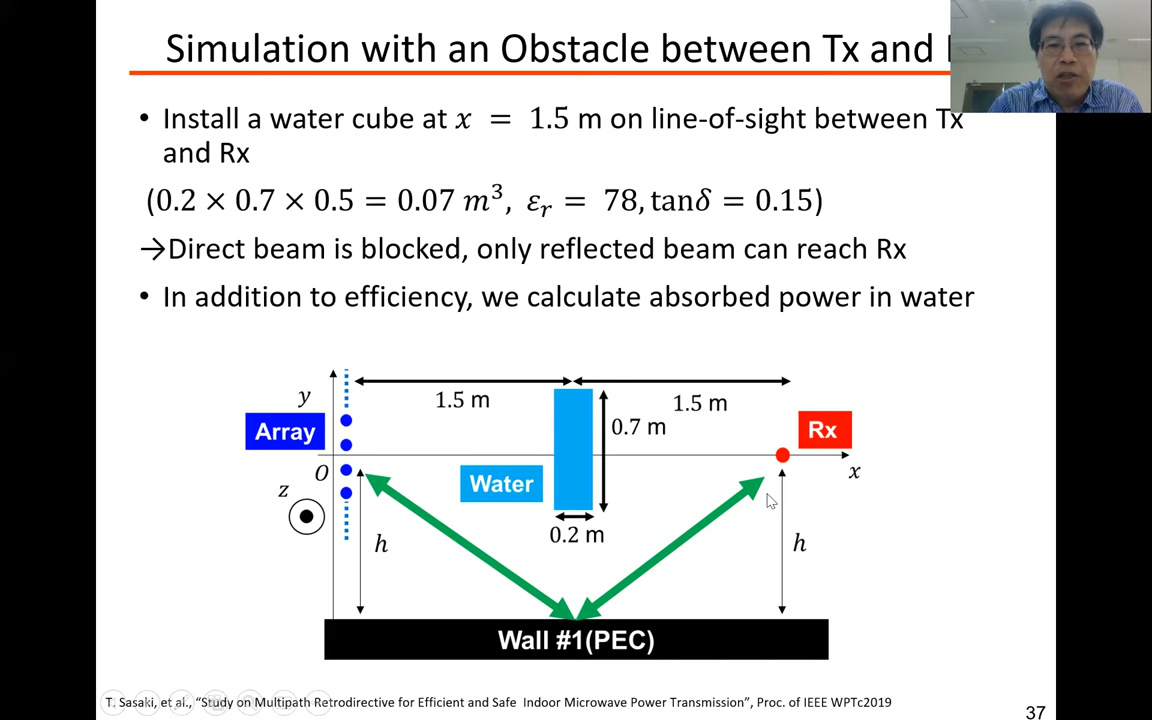 Simulation with an Obstacle between Tx and
• Install a water cube at x = 1.5 m on line-of-sight between Tx
and Rx
(0.2 × 0.7 × 0.5 = 0.07 m³, εᵣ = 78, tanδ = 0.15)
→Direct beam is blocked, only reflected beam can reach Rx
• In addition to efficiency, we calculate absorbed power in water
y
1.5 m
1.5 m
Array
0.7 m
Rx
O
x
Water
z
0.2 m
h
h
Wall #1(PEC)
T. Sasaki, et al., “Study on Multipath Retrodirective for Efficient and Safe Indoor Microwave Power Transmission”, Proc. of IEEE WPTc2019
37